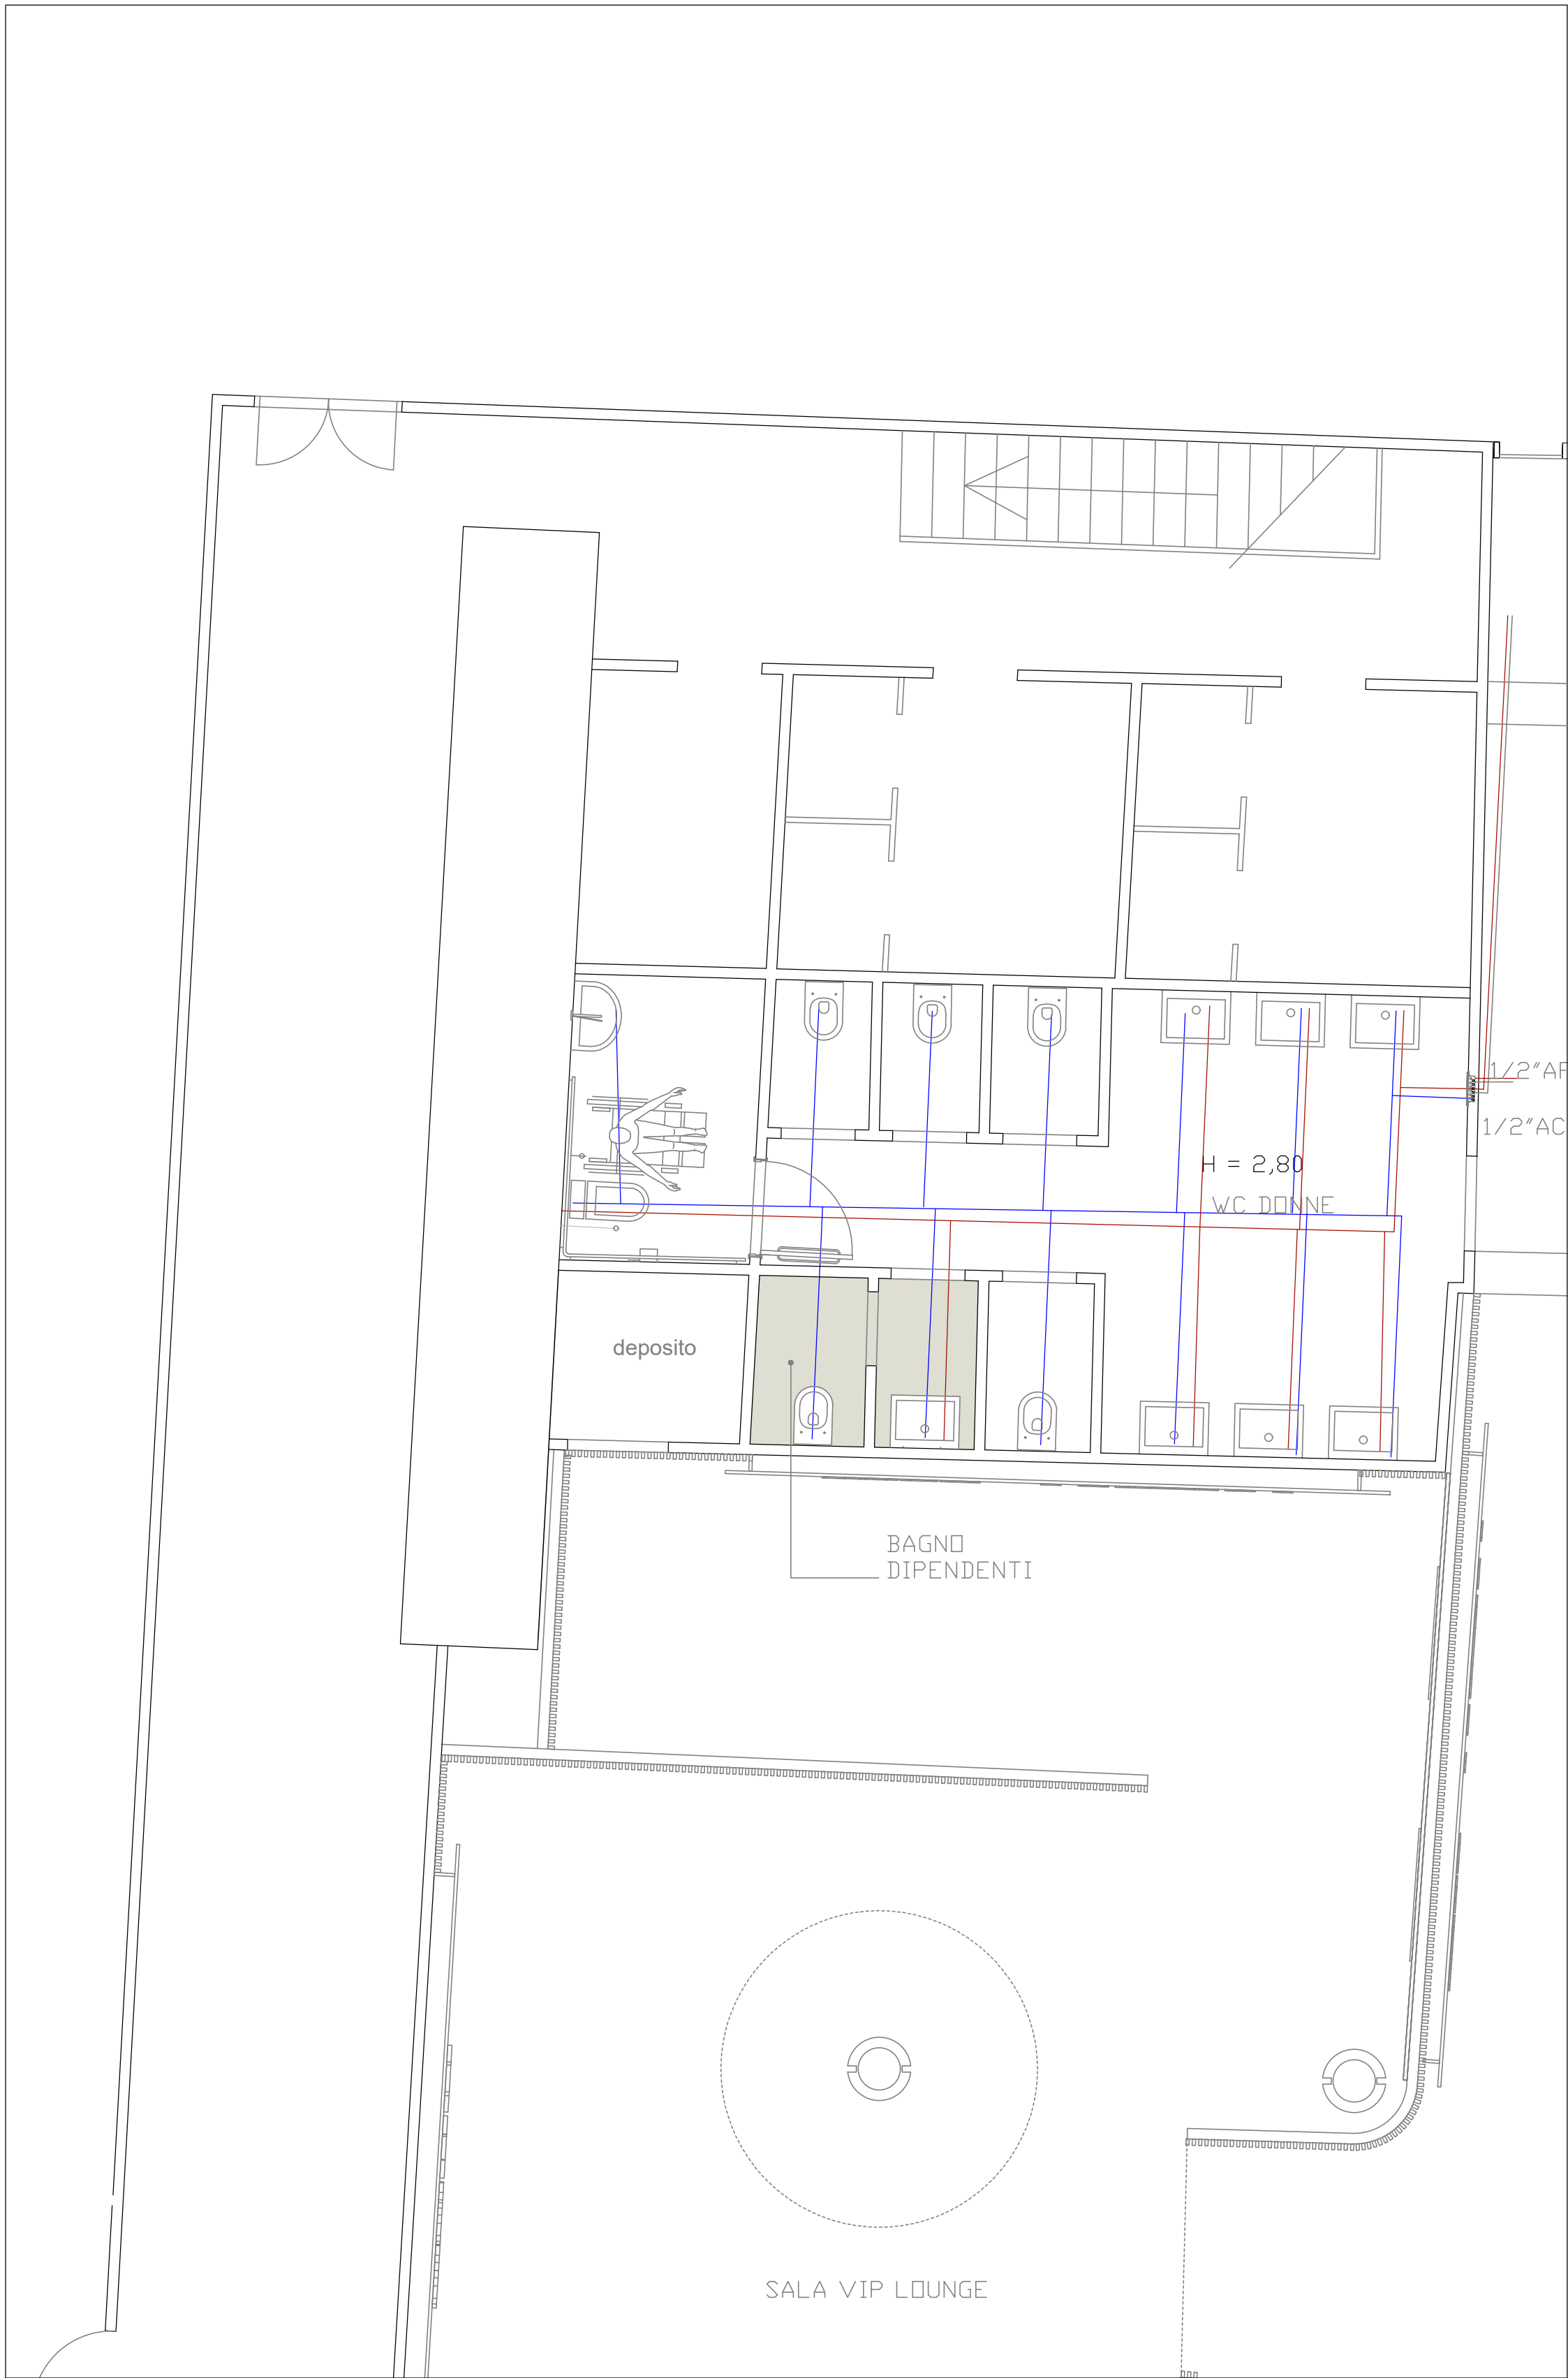 1/2"AF
1/2"AC
H = 2,80
WC DONNE
deposito
BAGNO
DIPENDENTI
SALA VIP LOUNGE